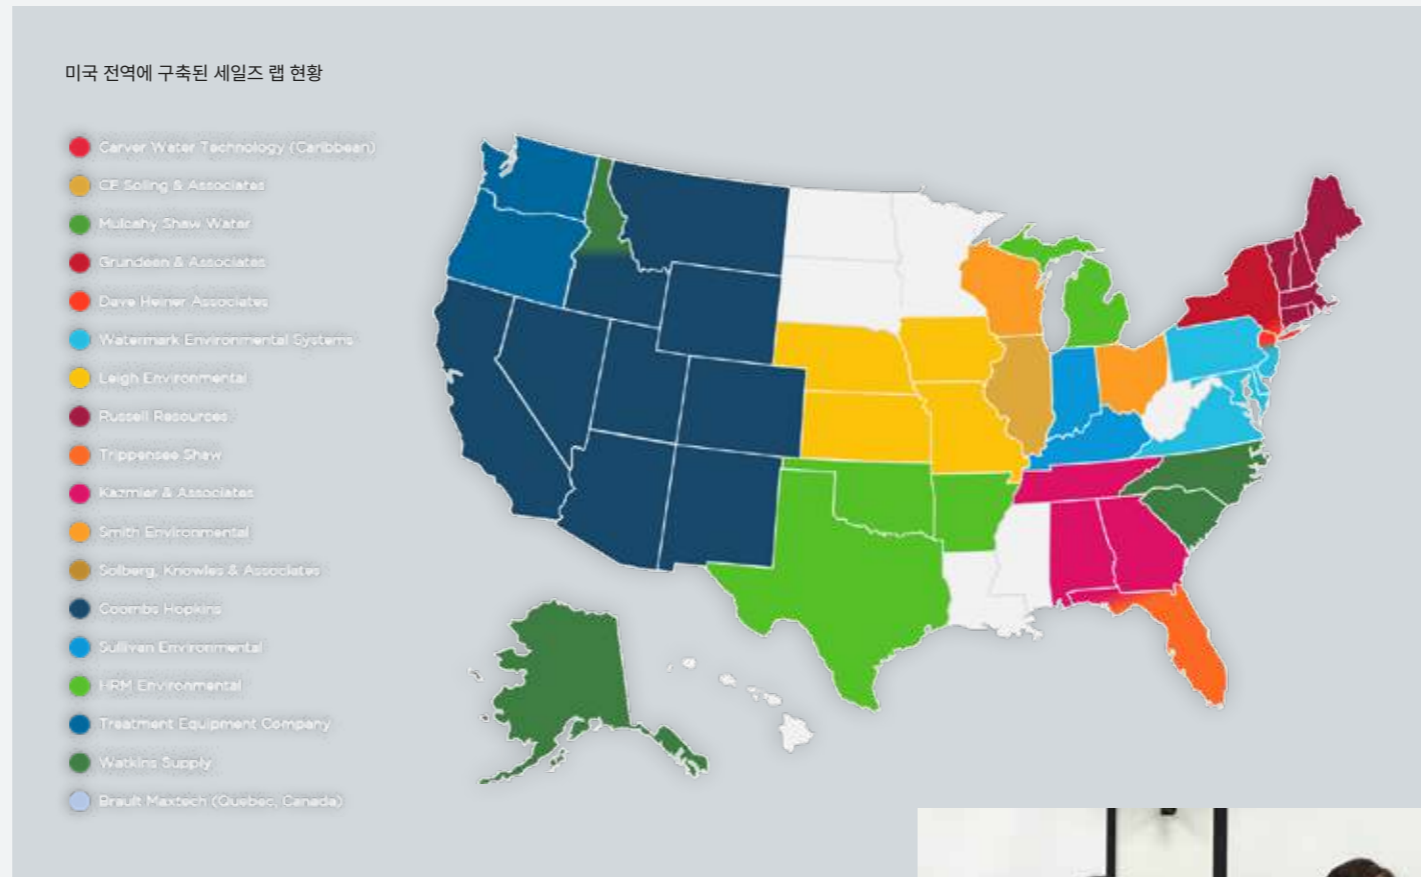 미국 전역에 구축된 세일즈 랩 현황
Carver Water Technology (Caribbean)
CE Soling & Associates
Mulcahy Shaw Water
Grundeen & Associates
Dave Heiner Associates
Watermark Environmental Systems
Leigh Environmental
Russell Resources
Trippensee Shaw
Kazmier & Associates
Smith Environmental
Solberg, Knowles & Associates
Coombs Hopkins
Sullivan Environmental
HRM Environmental
Treatment Equipment Company
Watkins Supply
Brault Maxtech (Quebec, Canada)